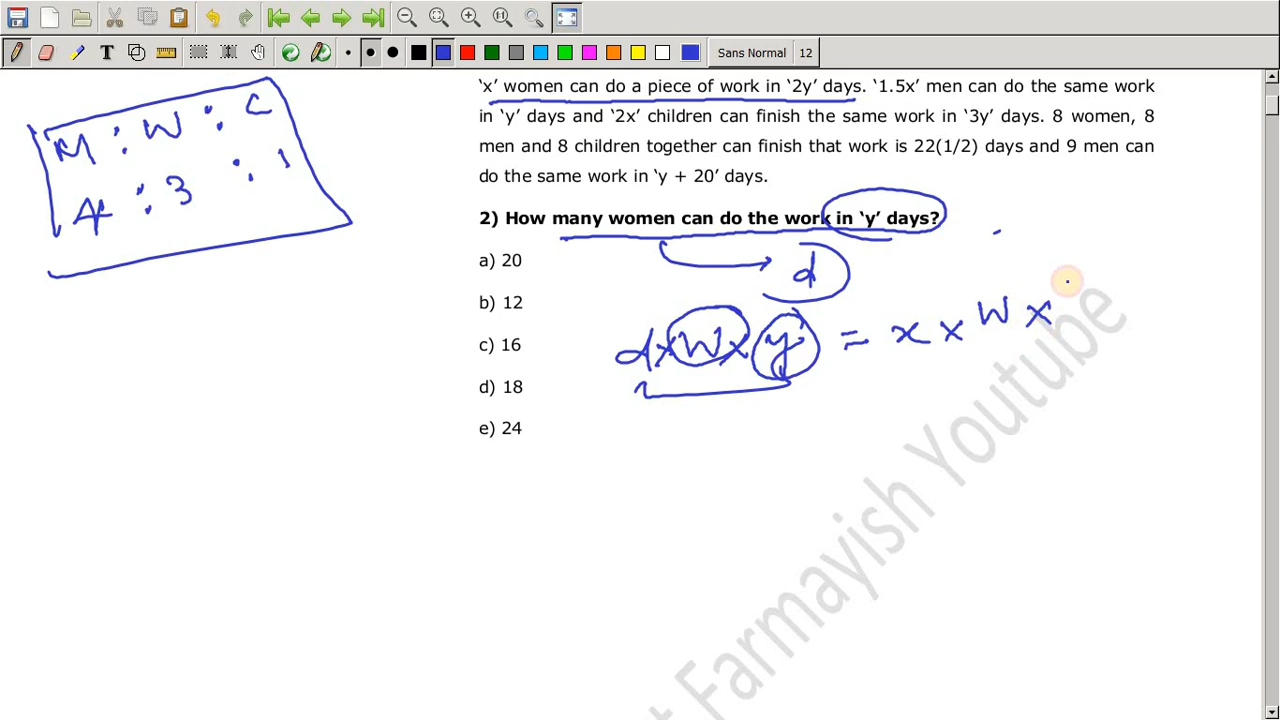 Sans Normal 12
‘x’ women can do a piece of work in ‘2y’ days. ‘1.5x’ men can do the same work
in ‘y’ days and ‘2x’ children can finish the same work in ‘3y’ days. 8 women, 8
men and 8 children together can finish that work is 22(1/2) days and 9 men can
do the same work in ‘y + 20’ days.
M : W : C
4 : 3 : 1
2) How many women can do the work in ‘y’ days?
a) 20
d
b) 12
d x W x y = x x W x
c) 16
d) 18
e) 24
t Farmayish Youtube